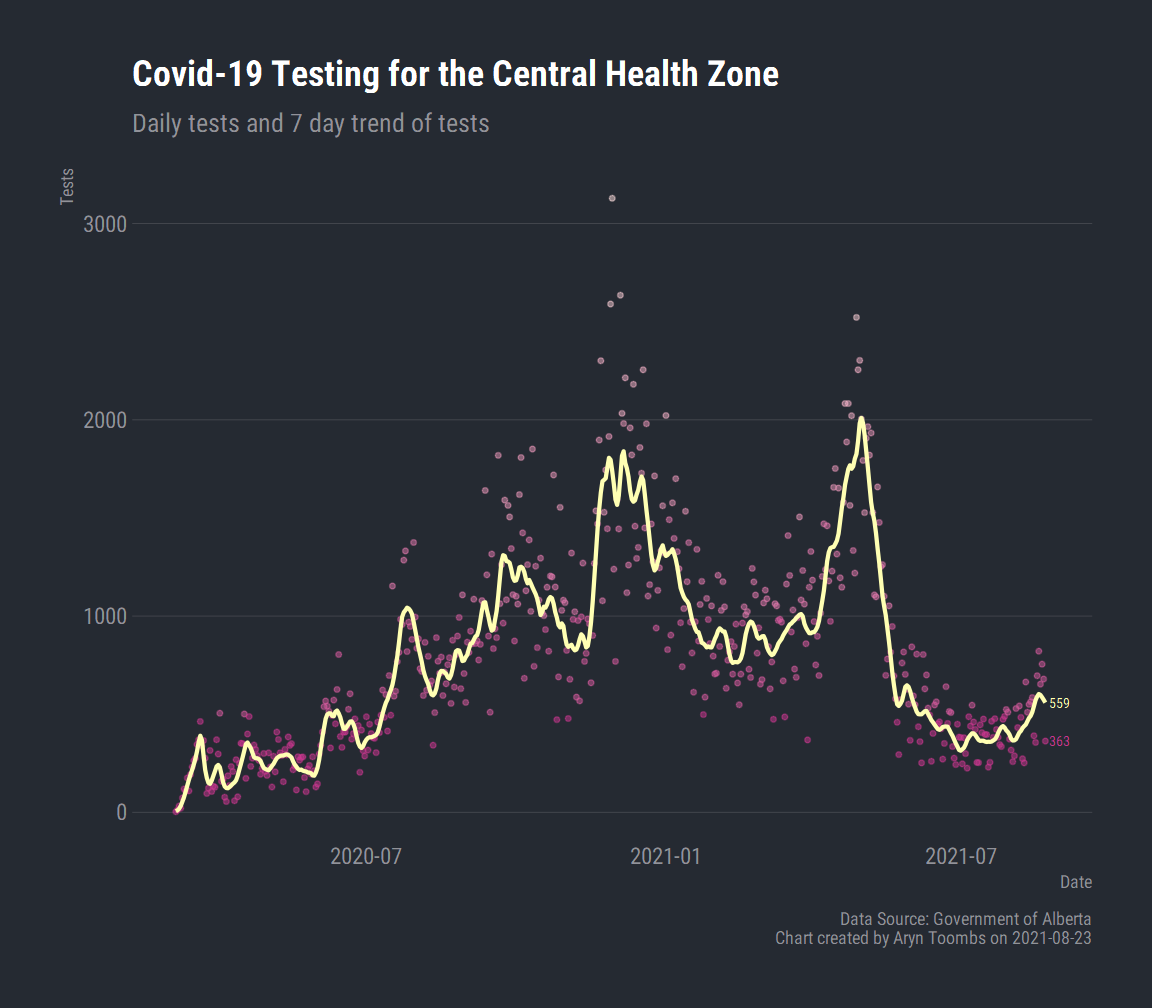 Covid-19 Testing for the Central Health Zone
Daily tests and 7 day trend of tests
Tests
3000
2000
1000
0
559
363
2020-07
2021-01
2021-07
Date
Data Source: Government of Alberta
Chart created by Aryn Toombs on 2021-08-23